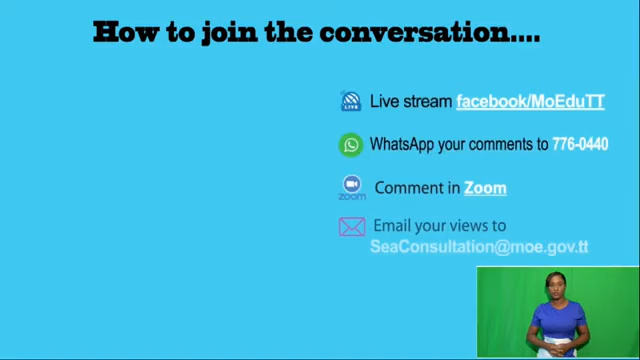 How to join the conversation....
LIVE
Live stream facebook/MoEduTT
WhatsApp your comments to 776-0440
zoom
Comment in Zoom
Email your views to
SeaConsultation@moe.gov.tt